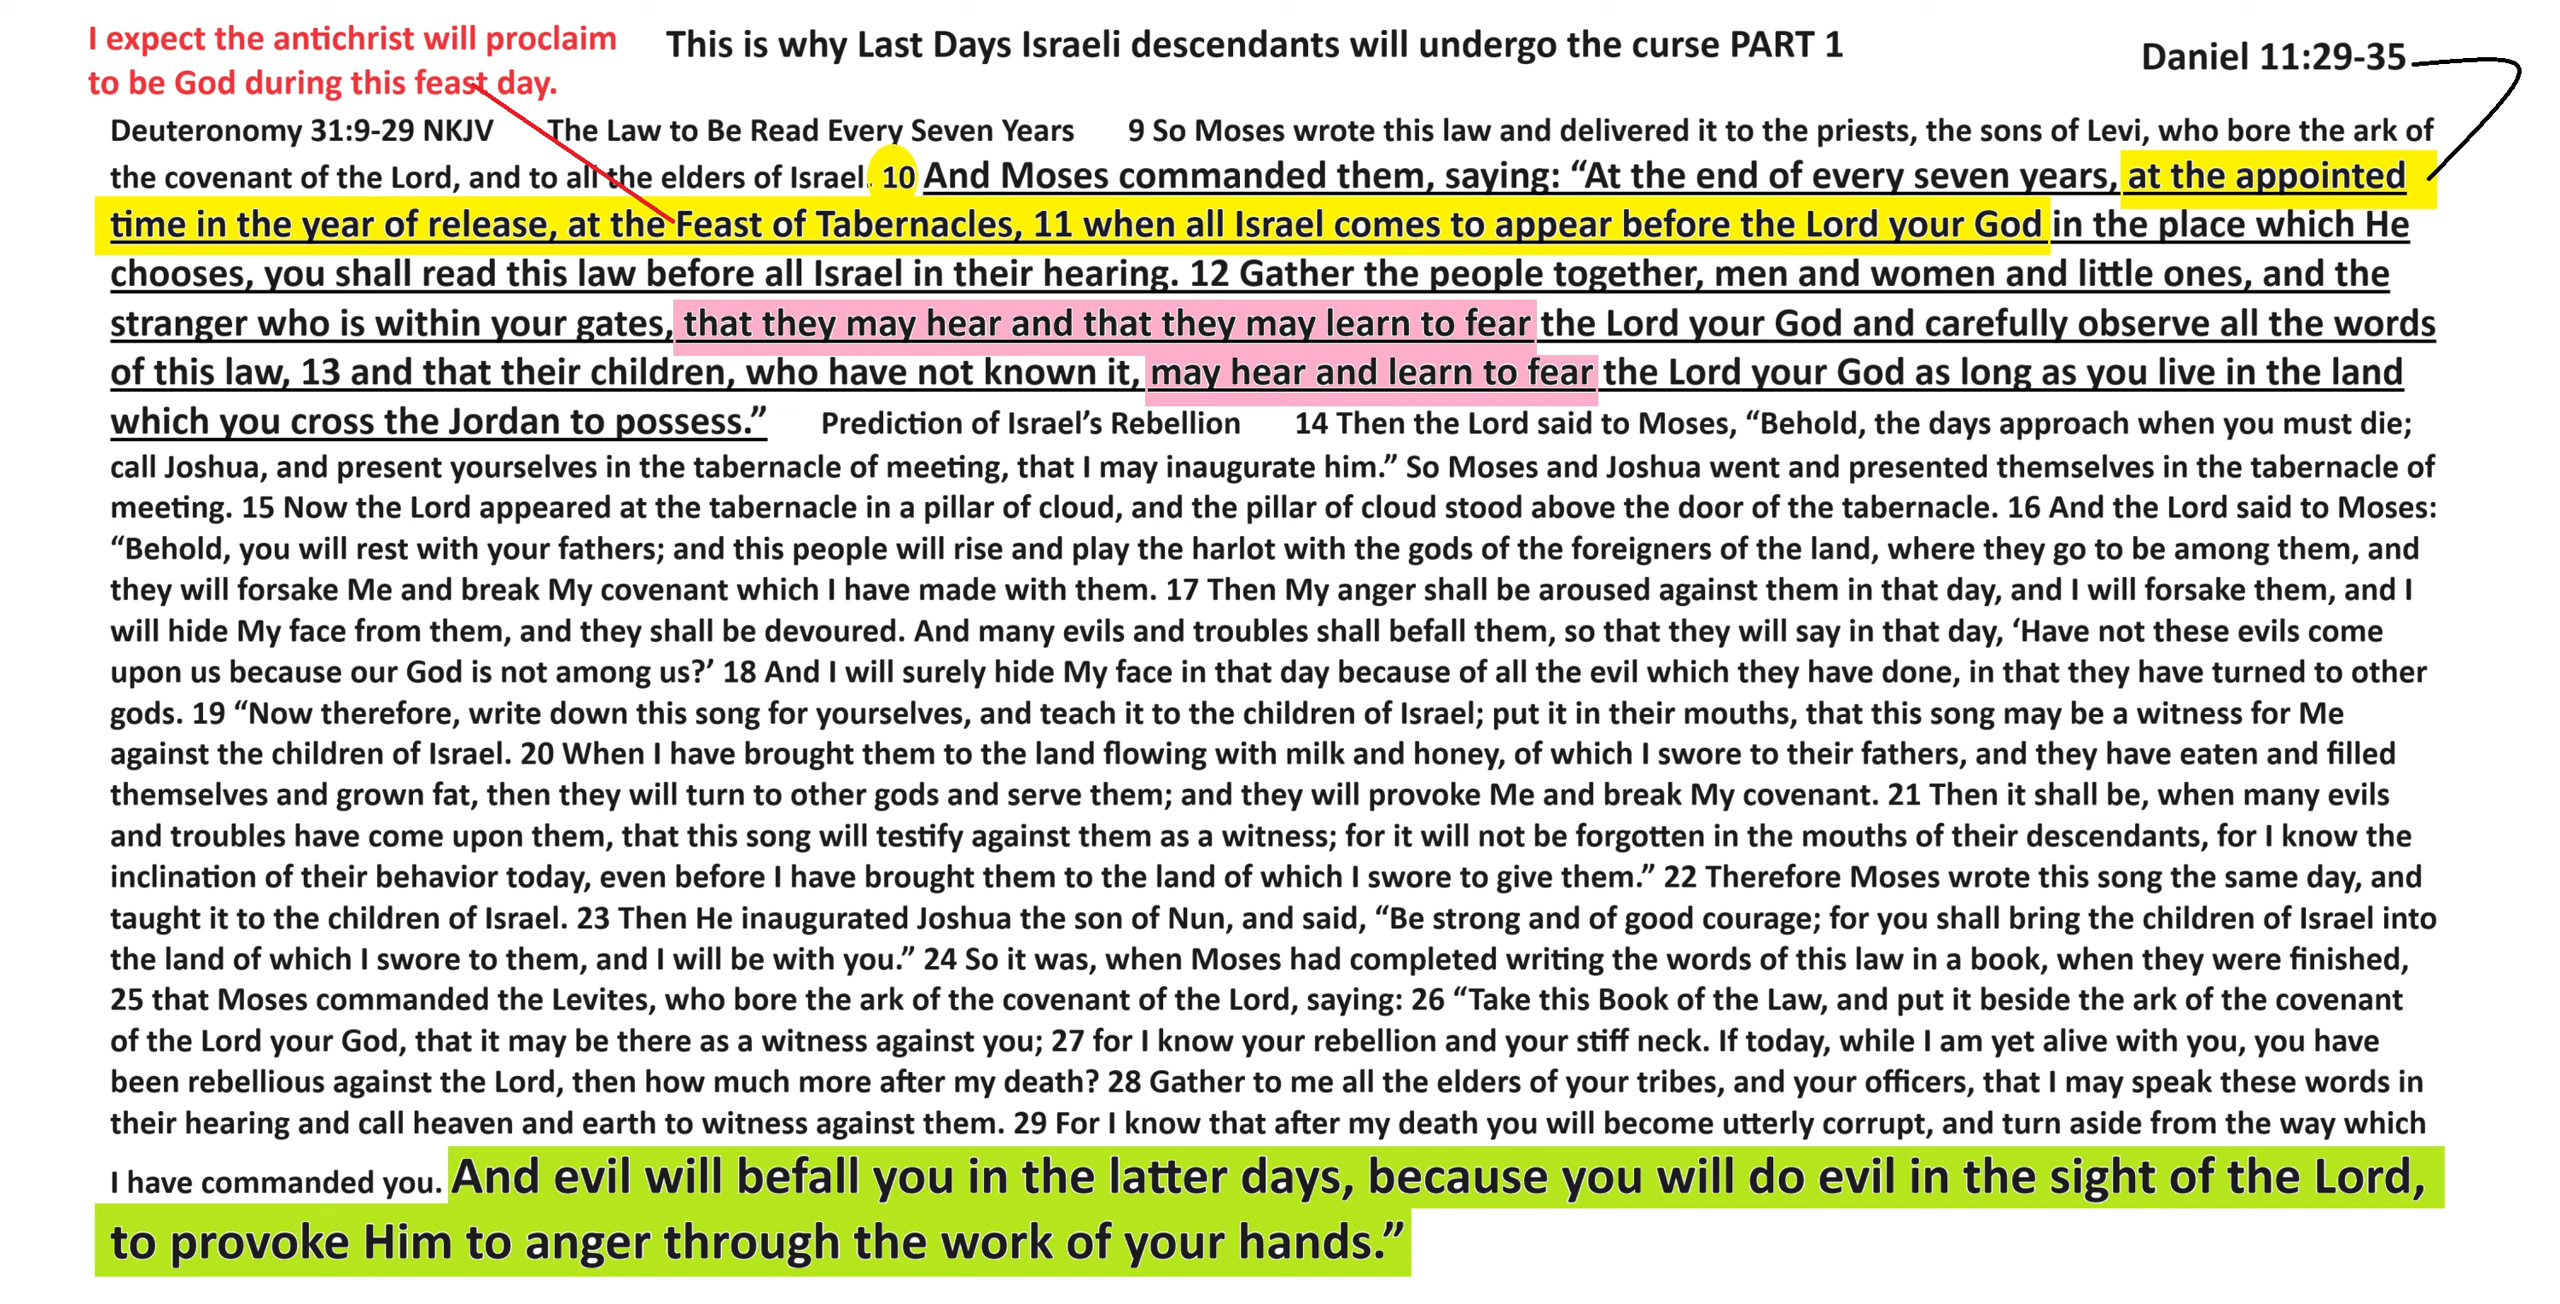 I expect the antichrist will proclaim
to be God during this feast day.
This is why Last Days Israeli descendants will undergo the curse PART 1
Daniel 11:29-35
Deuteronomy 31:9-29 NKJV The Law to Be Read Every Seven Years 9 So Moses wrote this law and delivered it to the priests, the sons of Levi, who bore the ark of
the covenant of the Lord, and to all the elders of Israel. 10 And Moses commanded them, saying: “At the end of every seven years, at the appointed
time in the year of release, at the Feast of Tabernacles, 11 when all Israel comes to appear before the Lord your God in the place which He
chooses, you shall read this law before all Israel in their hearing. 12 Gather the people together, men and women and little ones, and the
stranger who is within your gates, that they may hear and that they may learn to fear the Lord your God and carefully observe all the words
of this law, 13 and that their children, who have not known it, may hear and learn to fear the Lord your God as long as you live in the land
which you cross the Jordan to possess.” Prediction of Israel’s Rebellion 14 Then the Lord said to Moses, “Behold, the days approach when you must die;
call Joshua, and present yourselves in the tabernacle of meeting, that I may inaugurate him.” So Moses and Joshua went and presented themselves in the tabernacle of
meeting. 15 Now the Lord appeared at the tabernacle in a pillar of cloud, and the pillar of cloud stood above the door of the tabernacle. 16 And the Lord said to Moses:
“Behold, you will rest with your fathers; and this people will rise and play the harlot with the gods of the foreigners of the land, where they go to be among them, and
they will forsake Me and break My covenant which I have made with them. 17 Then My anger shall be aroused against them in that day, and I will forsake them, and I
will hide My face from them, and they shall be devoured. And many evils and troubles shall befall them, so that they will say in that day, ‘Have not these evils come
upon us because our God is not among us?’ 18 And I will surely hide My face in that day because of all the evil which they have done, in that they have turned to other
gods. 19 “Now therefore, write down this song for yourselves, and teach it to the children of Israel; put it in their mouths, that this song may be a witness for Me
against the children of Israel. 20 When I have brought them to the land flowing with milk and honey, of which I swore to their fathers, and they have eaten and filled
themselves and grown fat, then they will turn to other gods and serve them; and they will provoke Me and break My covenant. 21 Then it shall be, when many evils
and troubles have come upon them, that this song will testify against them as a witness; for it will not be forgotten in the mouths of their descendants, for I know the
inclination of their behavior today, even before I have brought them to the land of which I swore to give them.” 22 Therefore Moses wrote this song the same day, and
taught it to the children of Israel. 23 Then He inaugurated Joshua the son of Nun, and said, “Be strong and of good courage; for you shall bring the children of Israel into
the land of which I swore to them, and I will be with you.” 24 So it was, when Moses had completed writing the words of this law in a book, when they were finished,
25 that Moses commanded the Levites, who bore the ark of the covenant of the Lord, saying: 26 “Take this Book of the Law, and put it beside the ark of the covenant
of the Lord your God, that it may be there as a witness against you; 27 for I know your rebellion and your stiff neck. If today, while I am yet alive with you, you have
been rebellious against the Lord, then how much more after my death? 28 Gather to me all the elders of your tribes, and your officers, that I may speak these words in
their hearing and call heaven and earth to witness against them. 29 For I know that after my death you will become utterly corrupt, and turn aside from the way which
I have commanded you. And evil will befall you in the latter days, because you will do evil in the sight of the Lord,
to provoke Him to anger through the work of your hands.”